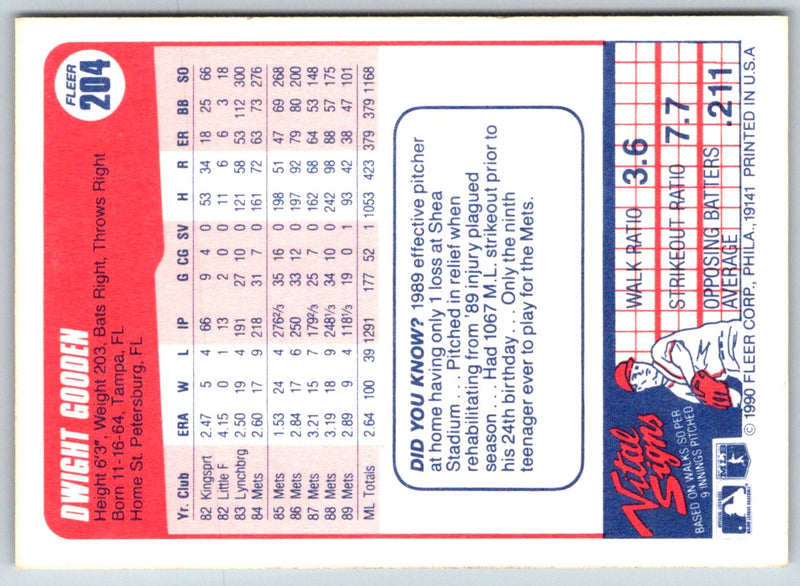 FLEER
204
DWIGHT GOODEN
Height 6'3", Weight 203, Bats Right, Throws Right
Born 11-16-64, Tampa, FL
Home St. Petersburg, FL
Yr. Club ERA W L IP G CG SV H R ER BB SO
82 Kingsprt 2.47 5 4 66 9 4 0 53 34 18 25 66
82 Little F 4.15 0 1 13 2 0 0 11 6 6 3 18
83 Lynchbrg 2.50 19 4 191 27 10 0 121 58 53 112 300
84 Mets 2.60 17 9 218 31 7 0 161 72 63 73 276
85 Mets 1.53 24 4 276 2/3 35 16 0 198 51 47 69 268
86 Mets 2.84 17 6 250 33 12 0 197 92 79 80 200
87 Mets 3.21 15 7 179 2/3 25 7 0 162 68 64 53 148
88 Mets 3.19 18 9 248 1/3 34 10 0 242 98 88 57 175
89 Mets 2.89 9 4 118 1/3 19 0 1 93 42 38 47 101
ML Totals 2.64 100 39 1291 177 52 1 1053 423 379 379 1168
DID YOU KNOW? 1989 effective pitcher
at home having only 1 loss at Shea
Stadium . . . Pitched in relief when
rehabilitating from '89 injury plagued
season . . . Had 1067 M.L. strikeout prior to
his 24th birthday . . . Only the ninth
teenager ever to play for the Mets.
Vital
Signs
BASED ON WALKS SO PER
9 INNINGS PITCHED
WALK RATIO 3.6
STRIKEOUT RATIO
7.7
OPPOSING BATTERS
AVERAGE .211
© 1990 FLEER CORP., PHILA., 19141 PRINTED IN U.S.A